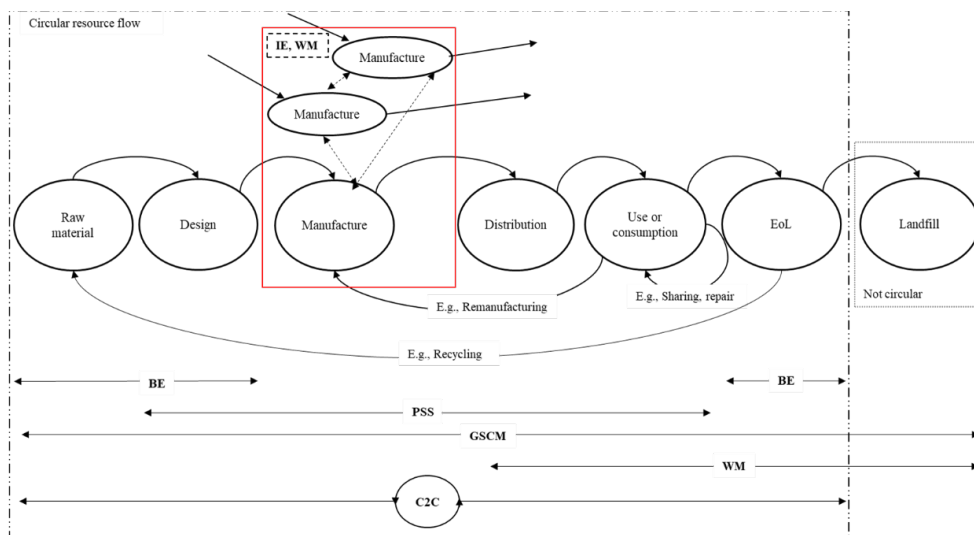 Circular resource flow
IE, WM
Manufacture
Manufacture
Raw
material
Design
Manufacture
Distribution
Use or
consumption
EoL
Landfill
E.g., Sharing, repair
Not circular
E.g., Remanufacturing
E.g., Recycling
BE
BE
PSS
GSCM
WM
C2C